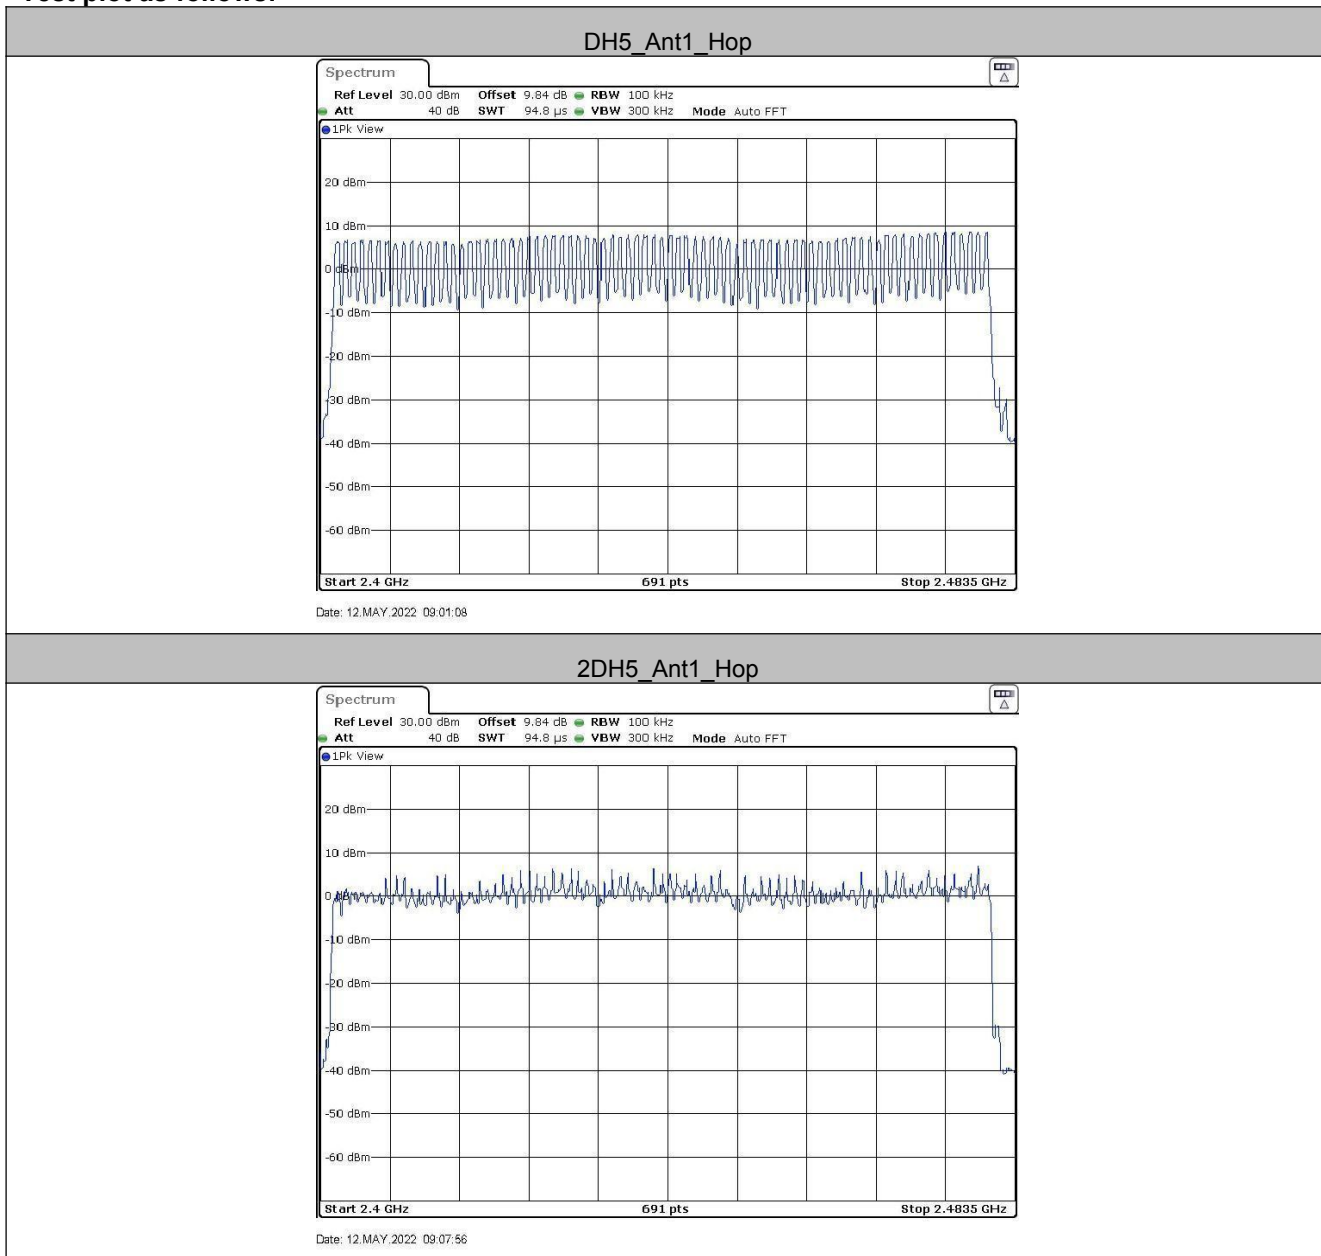 Test plot as follows:
DH5_Ant1_Hop
Spectrum
Ref Level 30.00 dBm Offset 9.84 dB RBW 100 kHz
Att 40 dB SWT 94.8 µs VBW 300 kHz Mode Auto FFT
1Pk View
20 dBm
10 dBm
0 dBm
-10 dBm
-20 dBm
-30 dBm
-40 dBm
-50 dBm
-60 dBm
Start 2.4 GHz 691 pts Stop 2.4835 GHz
Date: 12.MAY.2022 09:01:08
2DH5_Ant1_Hop
Spectrum
Ref Level 30.00 dBm Offset 9.84 dB RBW 100 kHz
Att 40 dB SWT 94.8 µs VBW 300 kHz Mode Auto FFT
1Pk View
20 dBm
10 dBm
0 dBm
-10 dBm
-20 dBm
-30 dBm
-40 dBm
-50 dBm
-60 dBm
Start 2.4 GHz 691 pts Stop 2.4835 GHz
Date: 12.MAY.2022 09:07:56